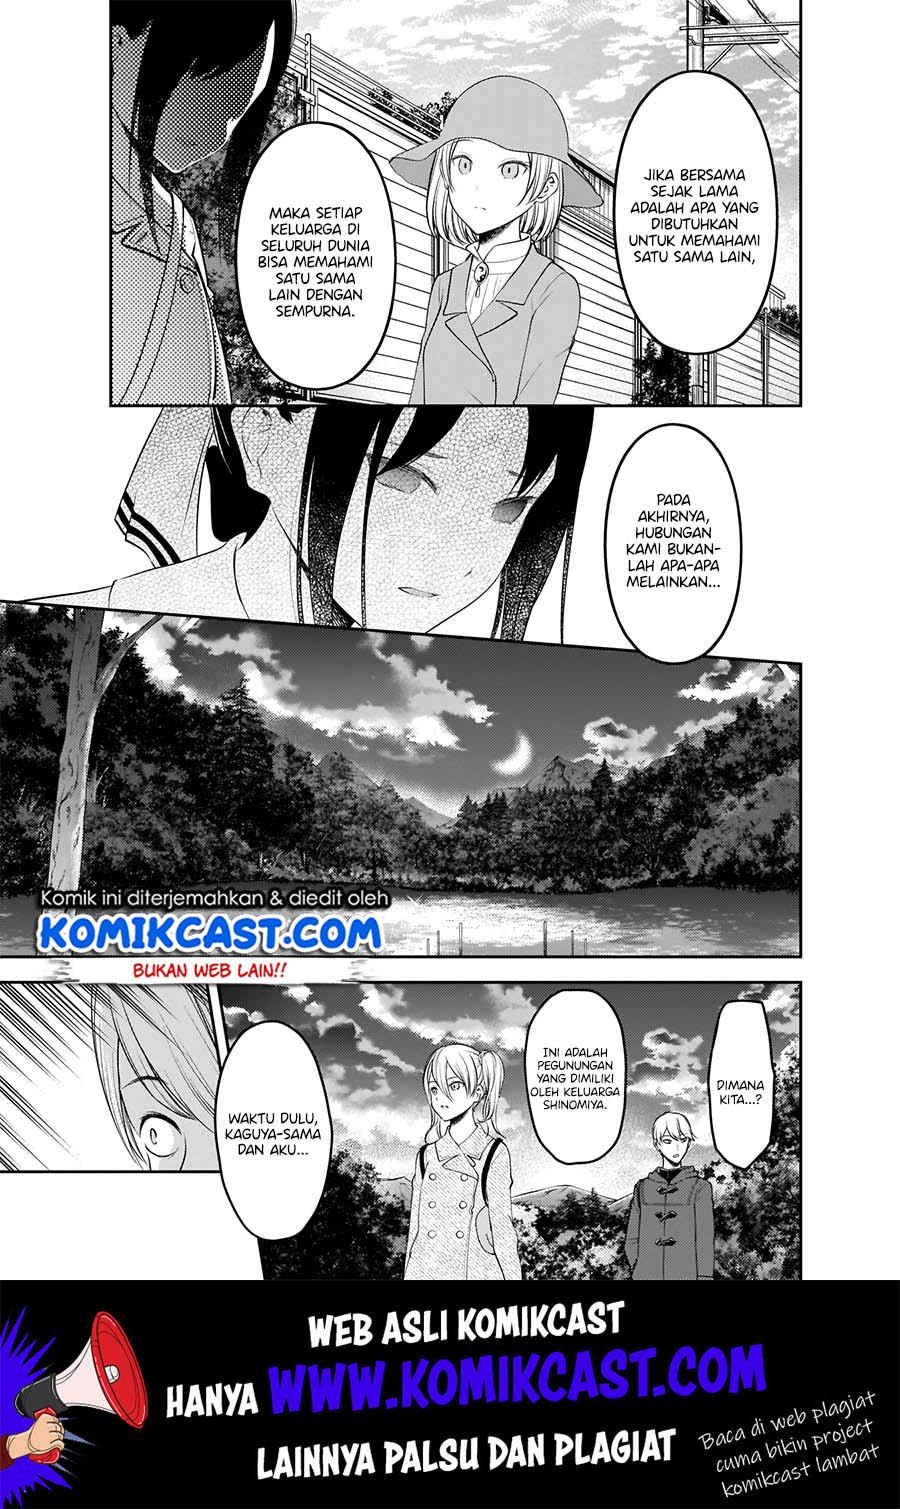 JIKA BERSAMA
SEJAK LAMA
ADALAH APA YANG
DIBUTUHKAN
UNTUK MEMAHAMI
SATU SAMA LAIN,
MAKA SETIAP
KELUARGA DI
SELURUH DUNIA
BISA MEMAHAMI
SATU SAMA
LAIN DENGAN
SEMPURNA.
PADA
AKHIRNYA,
HUBUNGAN
KAMI BUKAN-
LAH APA-APA
MELAINKAN...
Komik ini diterjemahkan & diedit oleh
KOMIKCAST.COM
BUKAN WEB LAIN!!
DIMANA
KITA...?
INI ADALAH
PEGUNUNGAN
YANG DIMILIKI
OLEH KELUARGA
SHINOMIYA.
WAKTU DULU,
KAGUYA-SAMA
DAN AKU...
WEB ASLI KOMIKCAST
HANYA WWW.KOMIKCAST.COM
LAINNYA PALSU DAN PLAGIAT
Baca di web plagiat
cuma bikin project
komikcast lambat